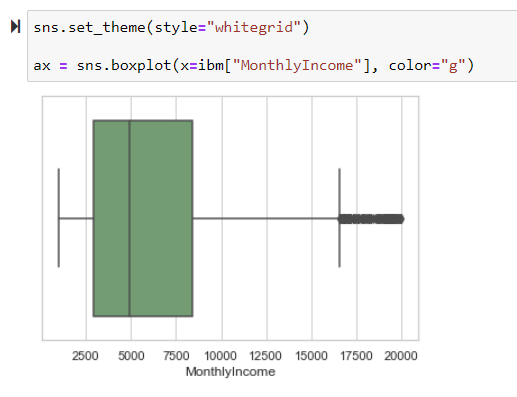 sns.set_theme(style="whitegrid")
ax = sns.boxplot(x=ibm["MonthlyIncome"], color="g")
2500 5000 7500 10000 12500 15000 17500 20000
MonthlyIncome